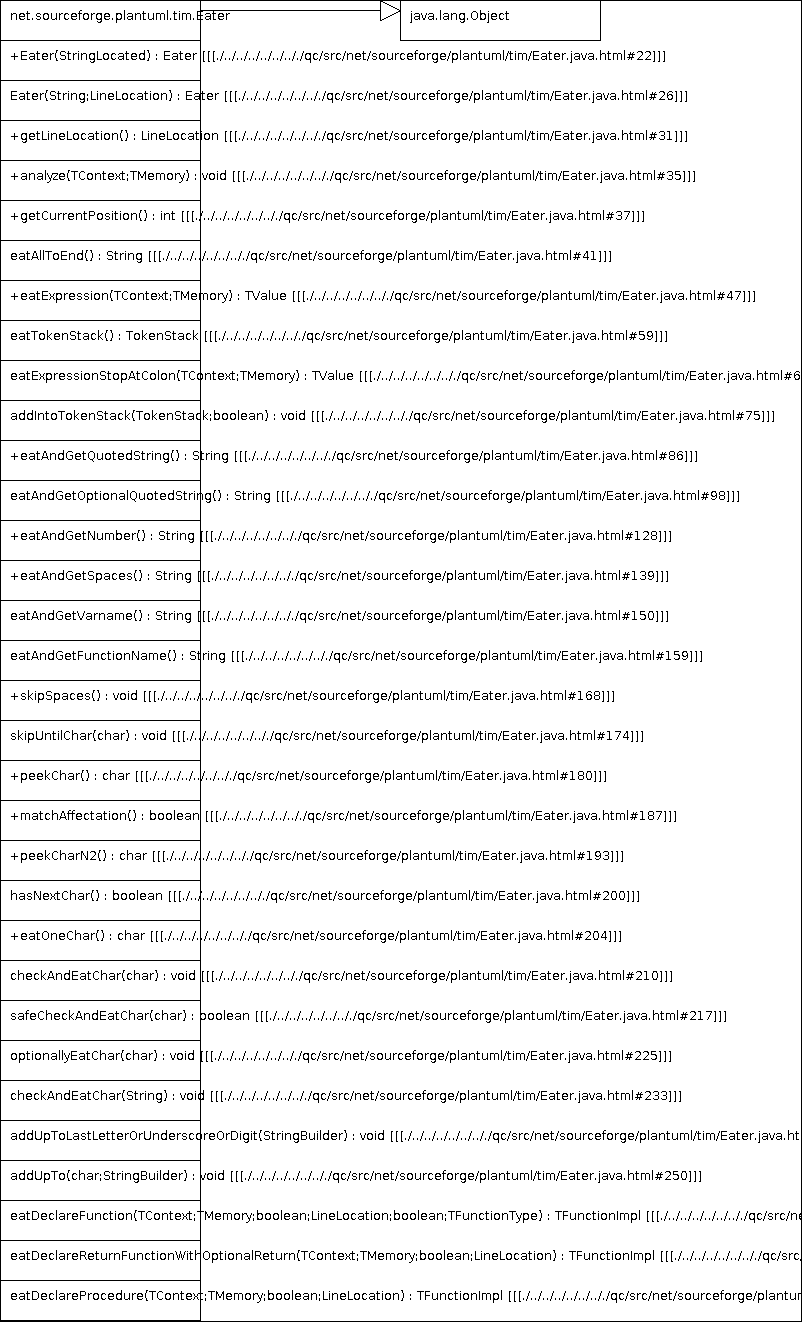 net.sourceforge.plantuml.tim.Eater
java.lang.Object
+Eater(StringLocated) : Eater [[[./../../../../../../qc/src/net/sourceforge/plantuml/tim/Eater.java.html#22]]]
Eater(String;LineLocation) : Eater [[[./../../../../../../qc/src/net/sourceforge/plantuml/tim/Eater.java.html#26]]]
+getLineLocation() : LineLocation [[[./../../../../../../qc/src/net/sourceforge/plantuml/tim/Eater.java.html#31]]]
+analyze(TContext;TMemory) : void [[[./../../../../../../qc/src/net/sourceforge/plantuml/tim/Eater.java.html#35]]]
+getCurrentPosition() : int [[[./../../../../../../qc/src/net/sourceforge/plantuml/tim/Eater.java.html#37]]]
eatAllToEnd() : String [[[./../../../../../../qc/src/net/sourceforge/plantuml/tim/Eater.java.html#41]]]
+eatExpression(TContext;TMemory) : TValue [[[./../../../../../../qc/src/net/sourceforge/plantuml/tim/Eater.java.html#47]]]
eatTokenStack() : TokenStack [[[./../../../../../../qc/src/net/sourceforge/plantuml/tim/Eater.java.html#59]]]
eatExpressionStopAtColon(TContext;TMemory) : TValue [[[./../../../../../../qc/src/net/sourceforge/plantuml/tim/Eater.java.html#6
addIntoTokenStack(TokenStack;boolean) : void [[[./../../../../../../qc/src/net/sourceforge/plantuml/tim/Eater.java.html#75]]]
+eatAndGetQuotedString() : String [[[./../../../../../../qc/src/net/sourceforge/plantuml/tim/Eater.java.html#86]]]
eatAndGetOptionalQuotedString() : String [[[./../../../../../../qc/src/net/sourceforge/plantuml/tim/Eater.java.html#98]]]
+eatAndGetNumber() : String [[[./../../../../../../qc/src/net/sourceforge/plantuml/tim/Eater.java.html#128]]]
+eatAndGetSpaces() : String [[[./../../../../../../qc/src/net/sourceforge/plantuml/tim/Eater.java.html#139]]]
eatAndGetVarname() : String [[[./../../../../../../qc/src/net/sourceforge/plantuml/tim/Eater.java.html#150]]]
eatAndGetFunctionName() : String [[[./../../../../../../qc/src/net/sourceforge/plantuml/tim/Eater.java.html#159]]]
+skipSpaces() : void [[[./../../../../../../qc/src/net/sourceforge/plantuml/tim/Eater.java.html#168]]]
skipUntilChar(char) : void [[[./../../../../../../qc/src/net/sourceforge/plantuml/tim/Eater.java.html#174]]]
+peekChar() : char [[[./../../../../../../qc/src/net/sourceforge/plantuml/tim/Eater.java.html#180]]]
+matchAffectation() : boolean [[[./../../../../../../qc/src/net/sourceforge/plantuml/tim/Eater.java.html#187]]]
+peekCharN2() : char [[[./../../../../../../qc/src/net/sourceforge/plantuml/tim/Eater.java.html#193]]]
hasNextChar() : boolean [[[./../../../../../../qc/src/net/sourceforge/plantuml/tim/Eater.java.html#200]]]
+eatOneChar() : char [[[./../../../../../../qc/src/net/sourceforge/plantuml/tim/Eater.java.html#204]]]
checkAndEatChar(char) : void [[[./../../../../../../qc/src/net/sourceforge/plantuml/tim/Eater.java.html#210]]]
safeCheckAndEatChar(char) : boolean [[[./../../../../../../qc/src/net/sourceforge/plantuml/tim/Eater.java.html#217]]]
optionallyEatChar(char) : void [[[./../../../../../../qc/src/net/sourceforge/plantuml/tim/Eater.java.html#225]]]
checkAndEatChar(String) : void [[[./../../../../../../qc/src/net/sourceforge/plantuml/tim/Eater.java.html#233]]]
addUpToLastLetterOrUnderscoreOrDigit(StringBuilder) : void [[[./../../../../../../qc/src/net/sourceforge/plantuml/tim/Eater.java.ht
addUpTo(char;StringBuilder) : void [[[./../../../../../../qc/src/net/sourceforge/plantuml/tim/Eater.java.html#250]]]
eatDeclareFunction(TContext;TMemory;boolean;LineLocation;boolean;TFunctionType) : TFunctionImpl [[[./../../../../../../qc/src/ne
eatDeclareReturnFunctionWithOptionalReturn(TContext;TMemory;boolean;LineLocation) : TFunctionImpl [[[./../../../../../../qc/src/
eatDeclareProcedure(TContext;TMemory;boolean;LineLocation) : TFunctionImpl [[[./../../../../../../qc/src/net/sourceforge/plantum